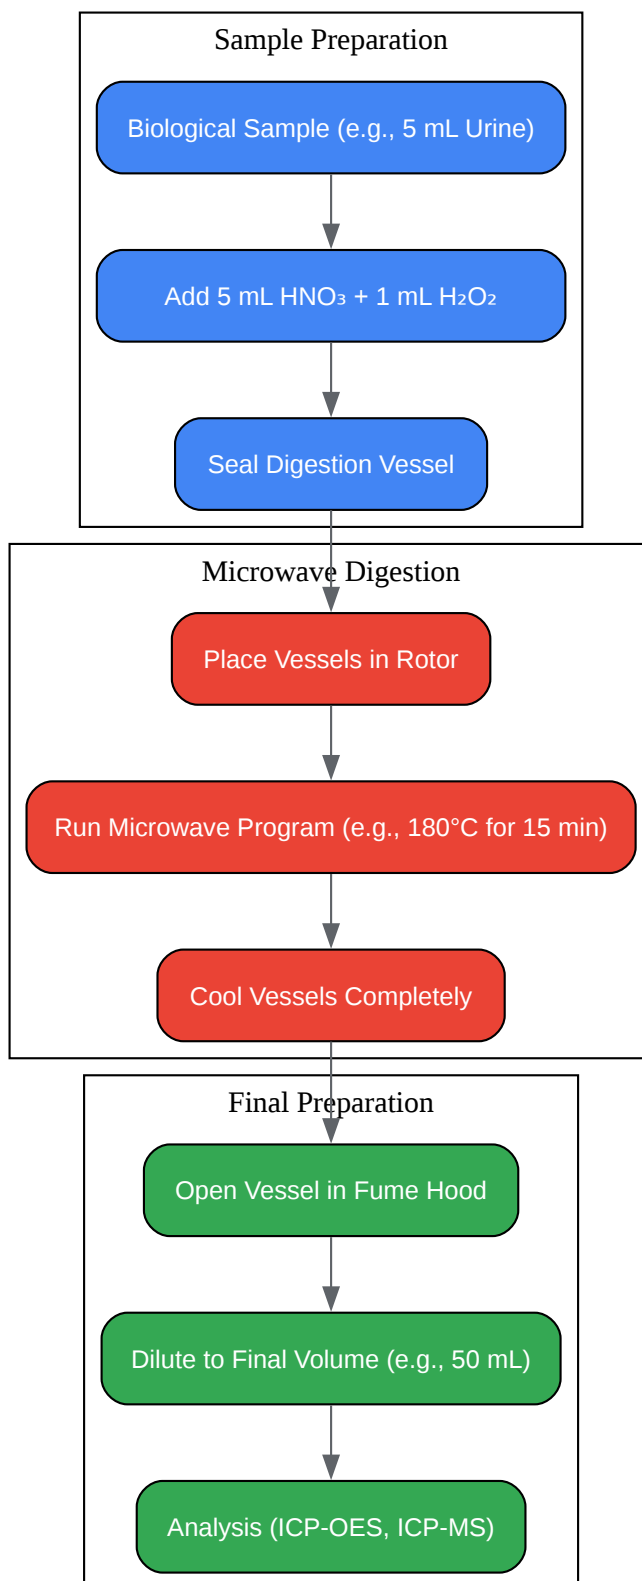 Sample Preparation
Biological Sample (e.g., 5 mL Urine)
Add 5 mL HNO₃ + 1 mL H₂O₂
Seal Digestion Vessel
Microwave Digestion
Place Vessels in Rotor
Run Microwave Program (e.g., 180°C for 15 min)
Cool Vessels Completely
Final Preparation
Open Vessel in Fume Hood
Dilute to Final Volume (e.g., 50 mL)
Analysis (ICP-OES, ICP-MS)